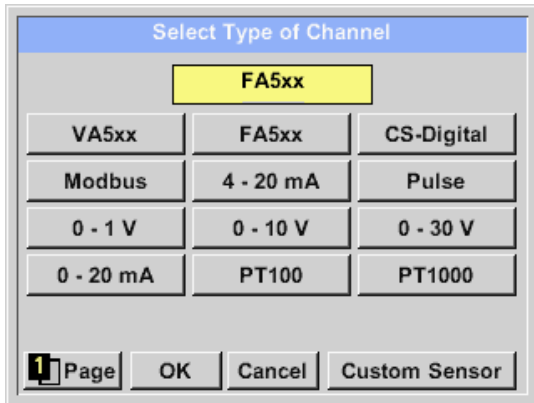 Select Type of Channel
FA5xx
VA5xx FA5xx CS-Digital
Modbus 4 - 20 mA Pulse
0 - 1 V 0 - 10 V 0 - 30 V
0 - 20 mA PT100 PT1000
1 Page OK Cancel Custom Sensor